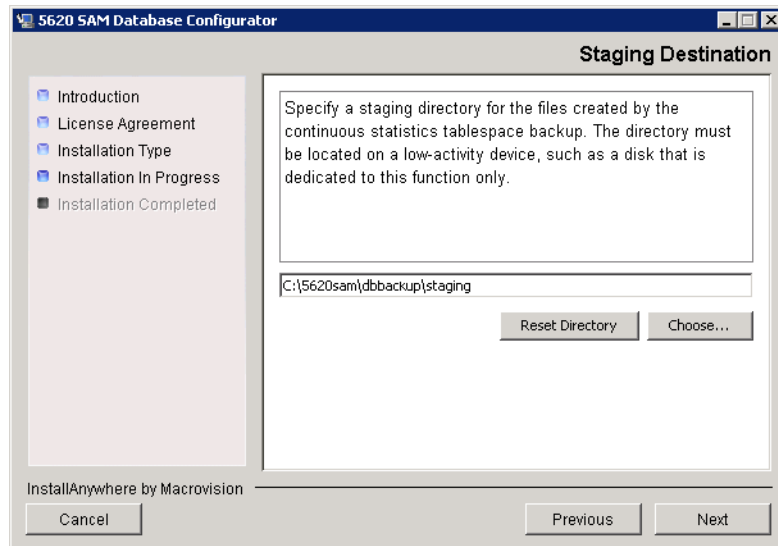 5620 SAM Database Configurator
Staging Destination
Introduction
License Agreement
Installation Type
Installation In Progress
Installation Completed
Specify a staging directory for the files created by the
continuous statistics tablespace backup. The directory must
be located on a low-activity device, such as a disk that is
dedicated to this function only.
C:\5620sam\dbbackup\staging
Reset Directory
Choose...
InstallAnywhere by Macrovision
Cancel
Previous
Next